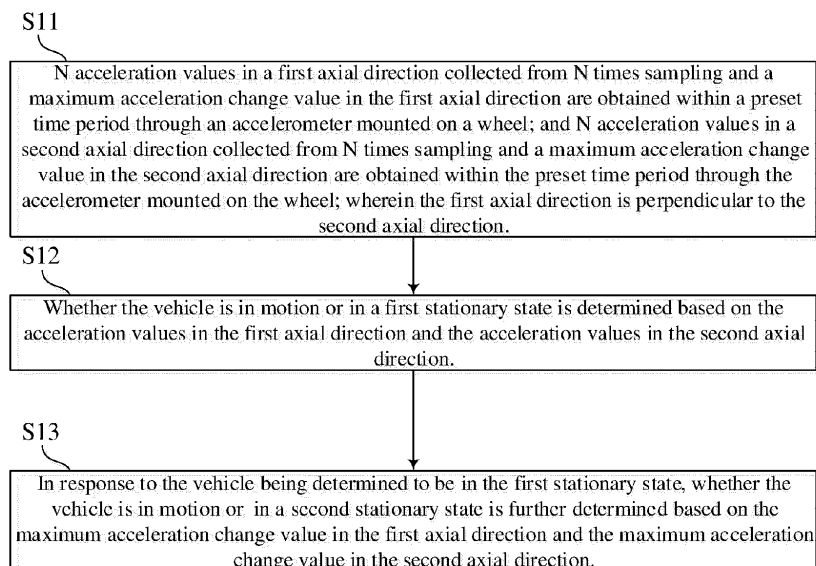 S11
N acceleration values in a first axial direction collected from N times sampling and a
maximum acceleration change value in the first axial direction are obtained within a preset
time period through an accelerometer mounted on a wheel; and N acceleration values in a
second axial direction collected from N times sampling and a maximum acceleration change
value in the second axial direction are obtained within the preset time period through the
accelerometer mounted on the wheel; wherein the first axial direction is perpendicular to the
second axial direction.
S12
Whether the vehicle is in motion or in a first stationary state is determined based on the
acceleration values in the first axial direction and the acceleration values in the second axial
direction.
S13
In response to the vehicle being determined to be in the first stationary state, whether the
vehicle is in motion or in a second stationary state is further determined based on the
maximum acceleration change value in the first axial direction and the maximum acceleration
change value in the second axial direction.